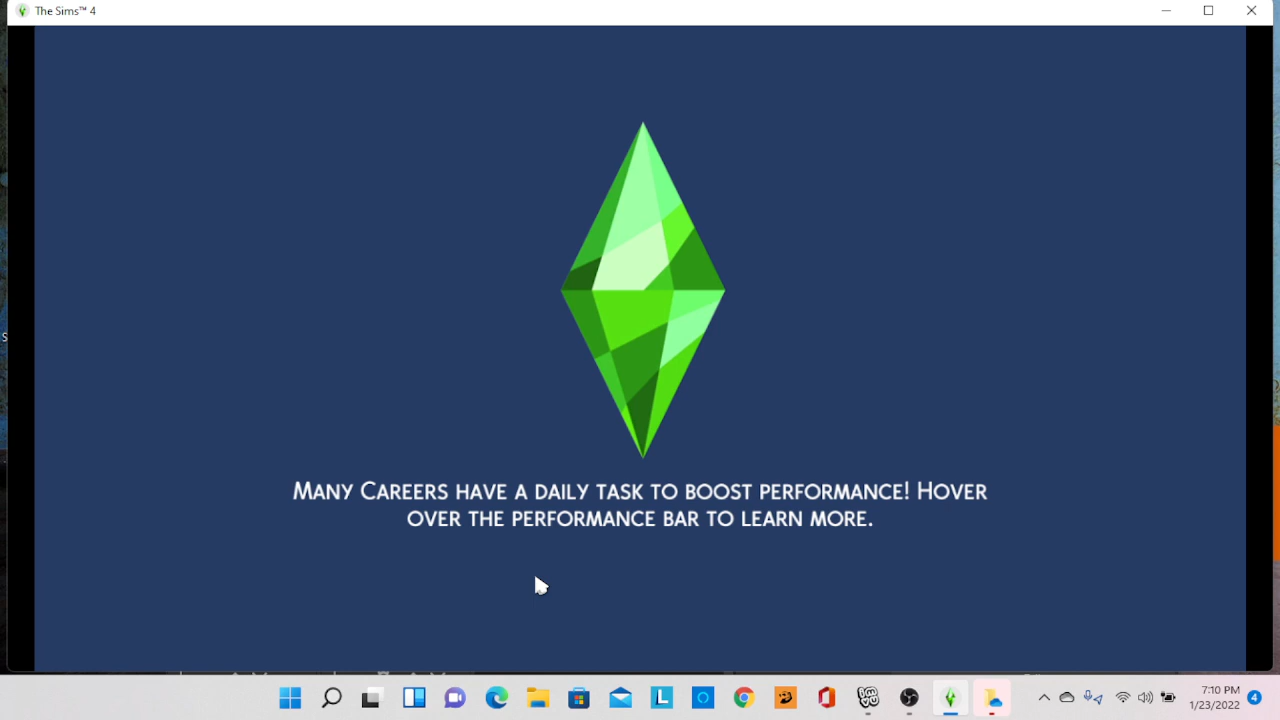 The Sims™ 4
Many Careers have a daily task to boost performance! Hover
over the performance bar to learn more.
7:10 PM
1/23/2022
4